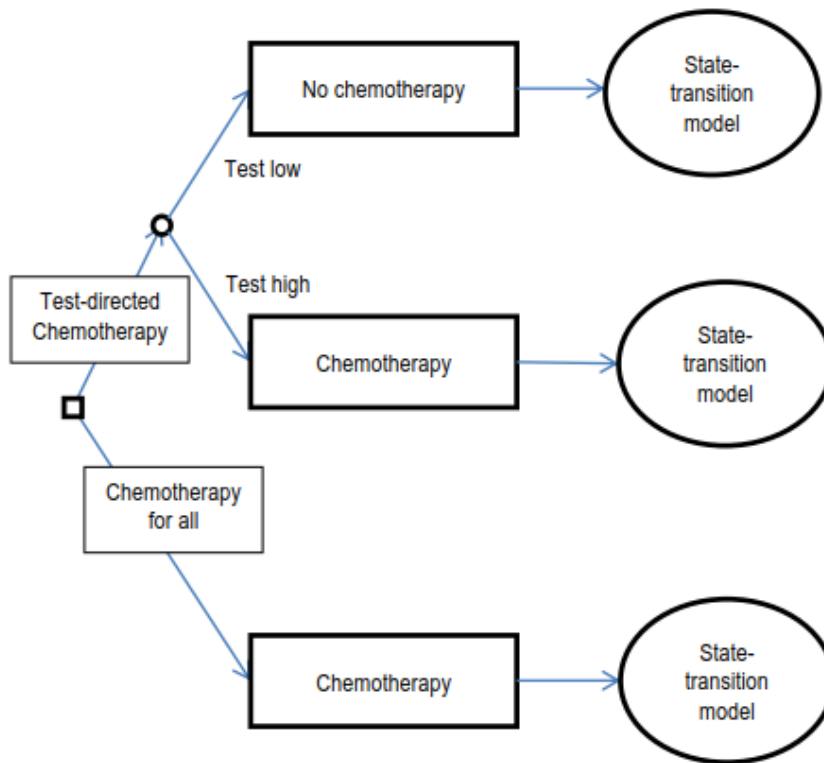 No chemotherapy
State-
transition
model
Test low
Test-directed
Chemotherapy
Test high
Chemotherapy
State-
transition
model
Chemotherapy
for all
Chemotherapy
State-
transition
model